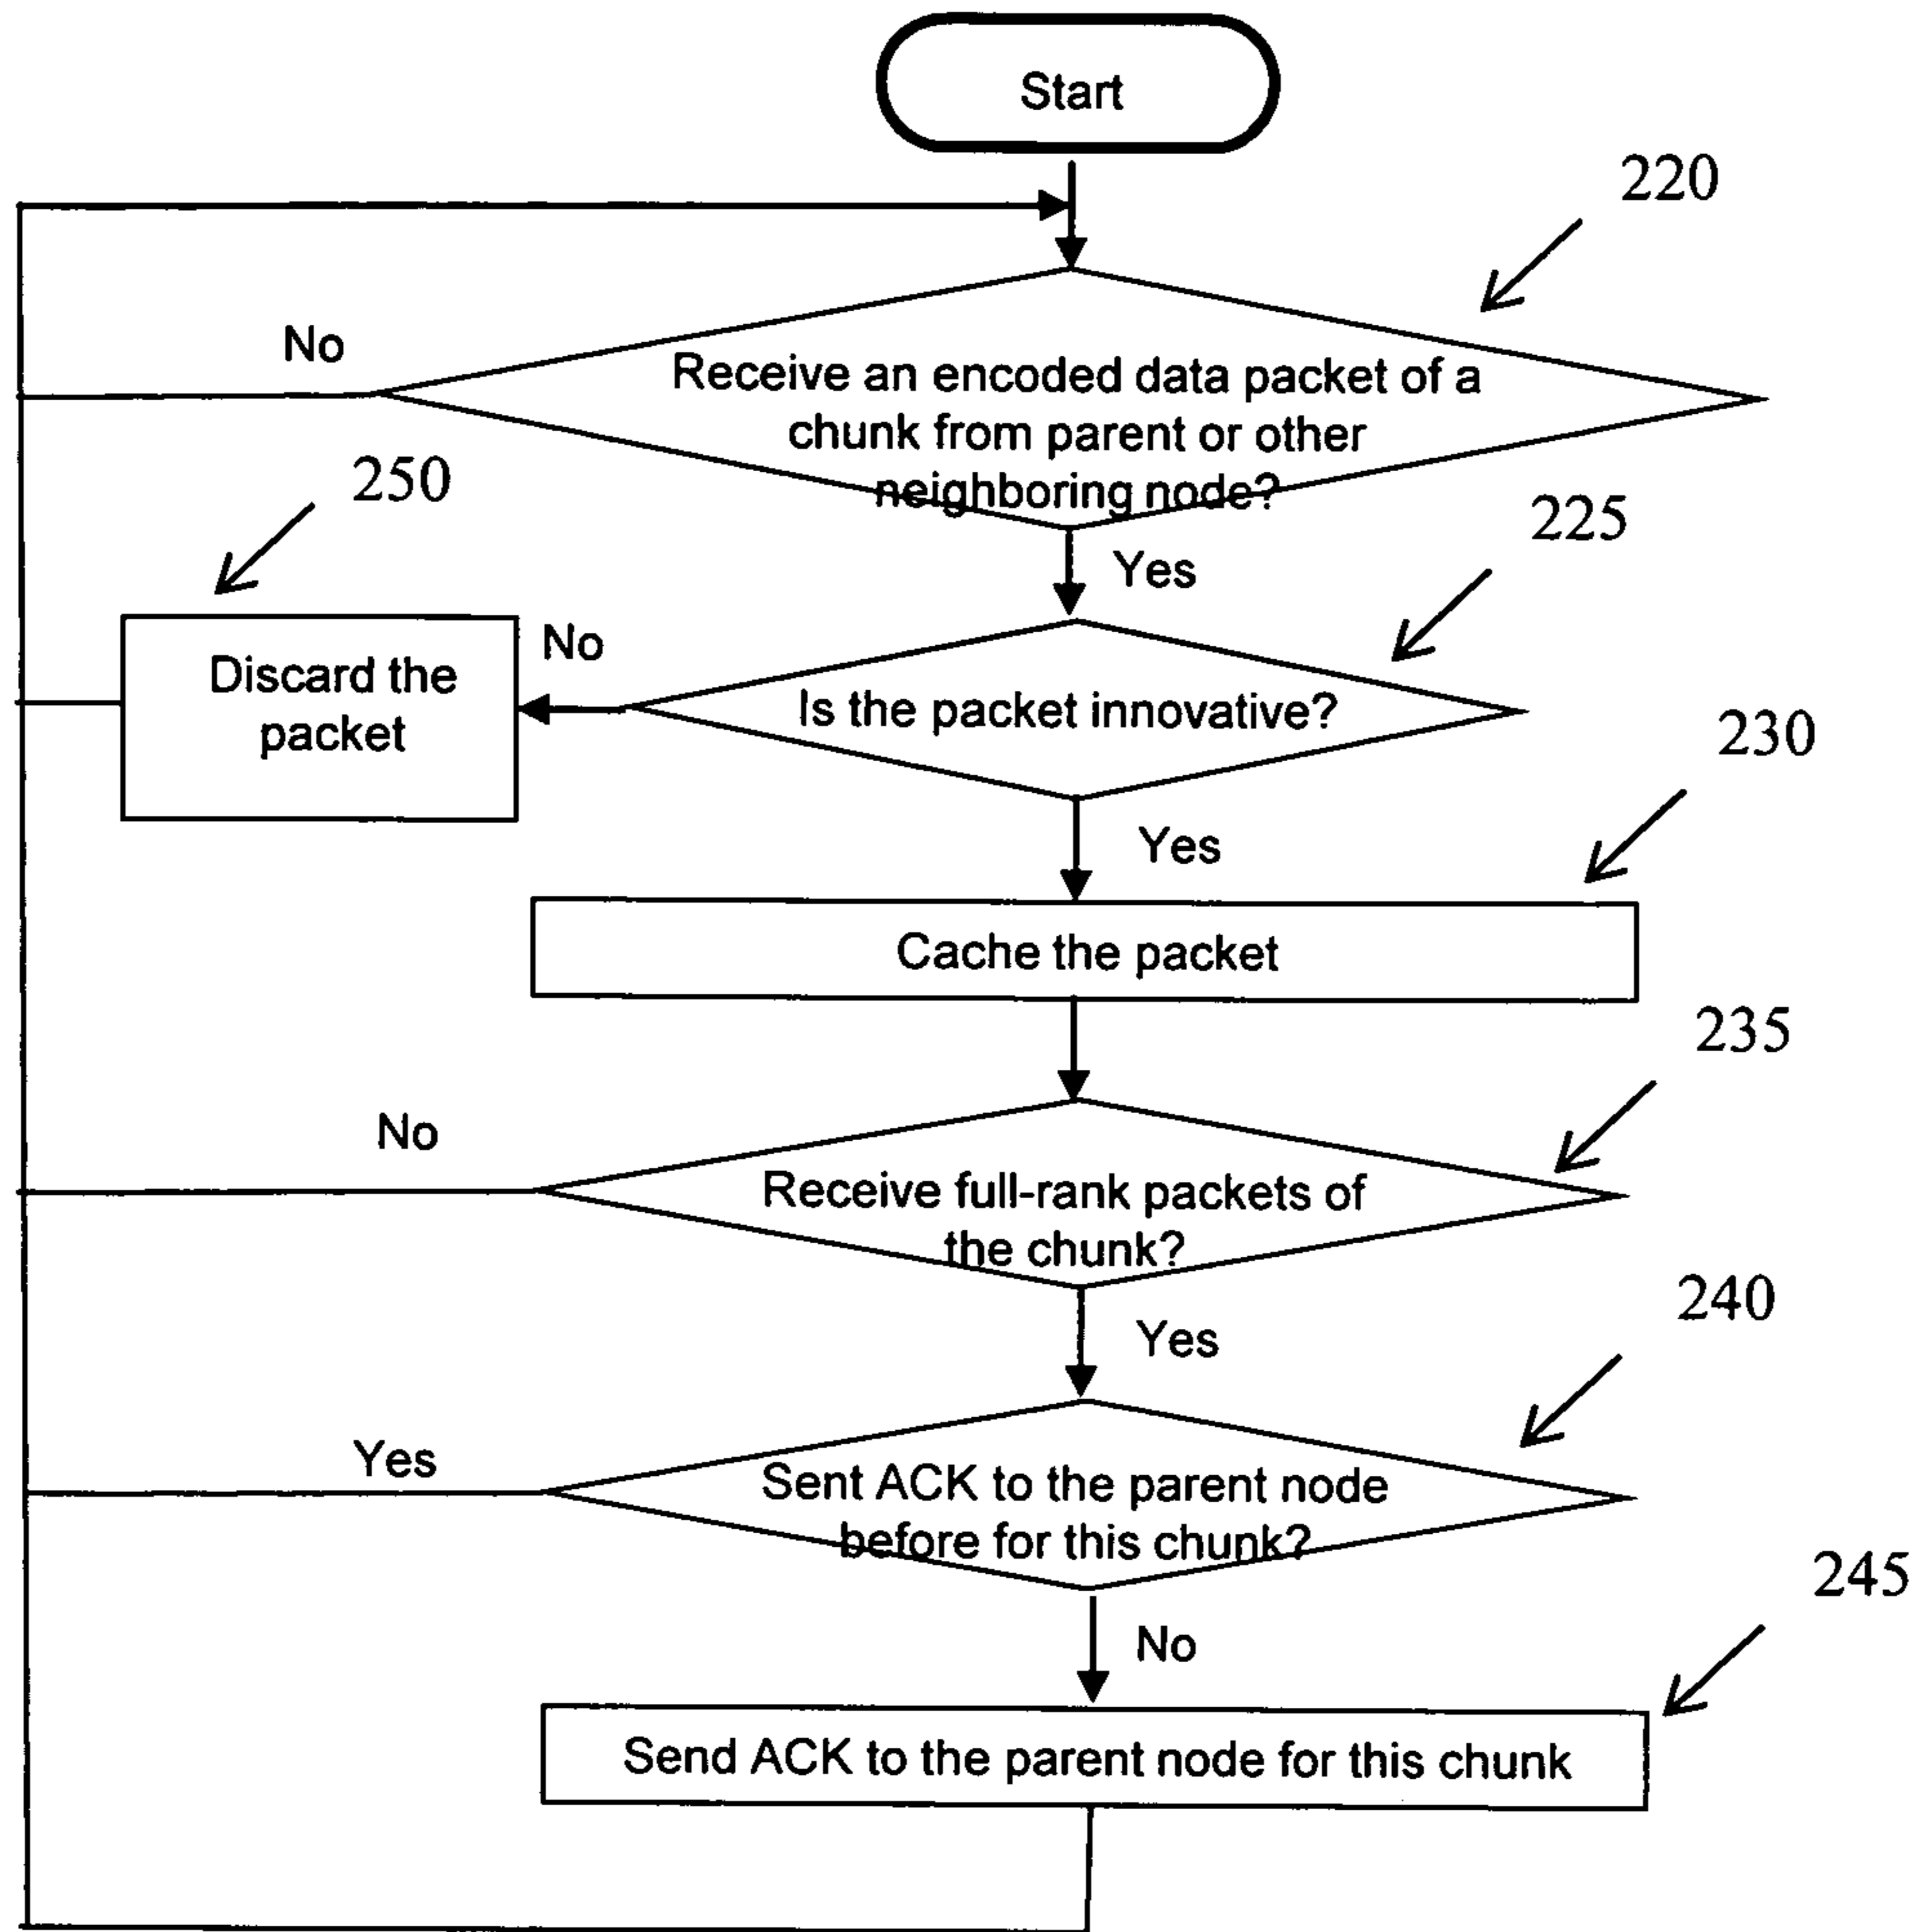 Start
220
No
Receive an encoded data packet of a
chunk from parent or other
neighboring node?
250
225
Yes
Discard the
packet
No
Is the packet innovative?
230
Yes
Cache the packet
235
No
Receive full-rank packets of
the chunk?
240
Yes
Yes
Sent ACK to the parent node
before for this chunk?
245
No
Send ACK to the parent node for this chunk